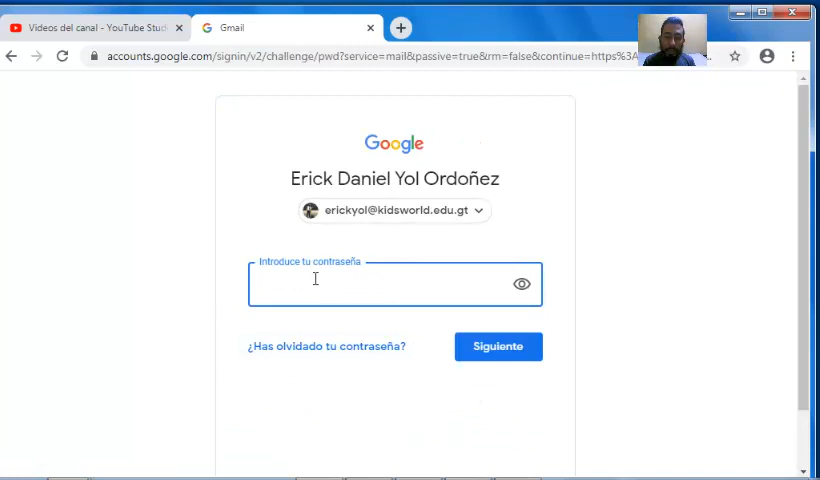 Videos del canal - YouTube Stud
Gmail
accounts.google.com/signin/v2/challenge/pwd?service=mail&passive=true&rm=false&continue=https%3A
Google
Erick Daniel Yol Ordoñez
erickyol@kidsworld.edu.gt
Introduce tu contraseña
¿Has olvidado tu contraseña?
Siguiente